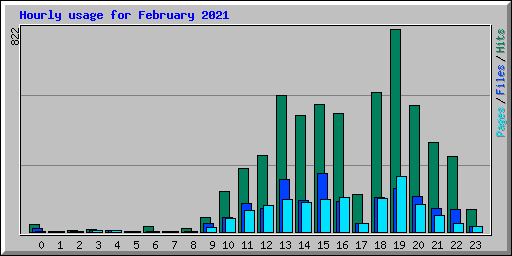 Hourly usage for February 2021
822
Pages / Files / Hits
0 1 2 3 4 5 6 7 8 9 10 11 12 13 14 15 16 17 18 19 20 21 22 23